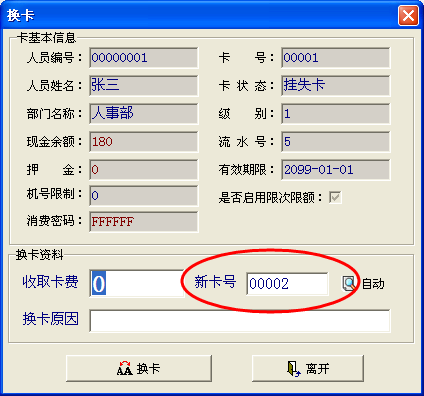 换卡
卡基本信息
人员编号： 00000001 卡 号： 00001
人员姓名： 张三 卡 状 态： 挂失卡
部门名称： 人事部 级 别： 1
现金余额： 180 流 水 号： 5
押 金： 0 有效期限： 2099-01-01
机号限制： 0 是否启用限次限额：
消费密码： FFFFFF
换卡资料
收取卡费 0 新卡号 00002 自动
换卡原因
换卡 离开